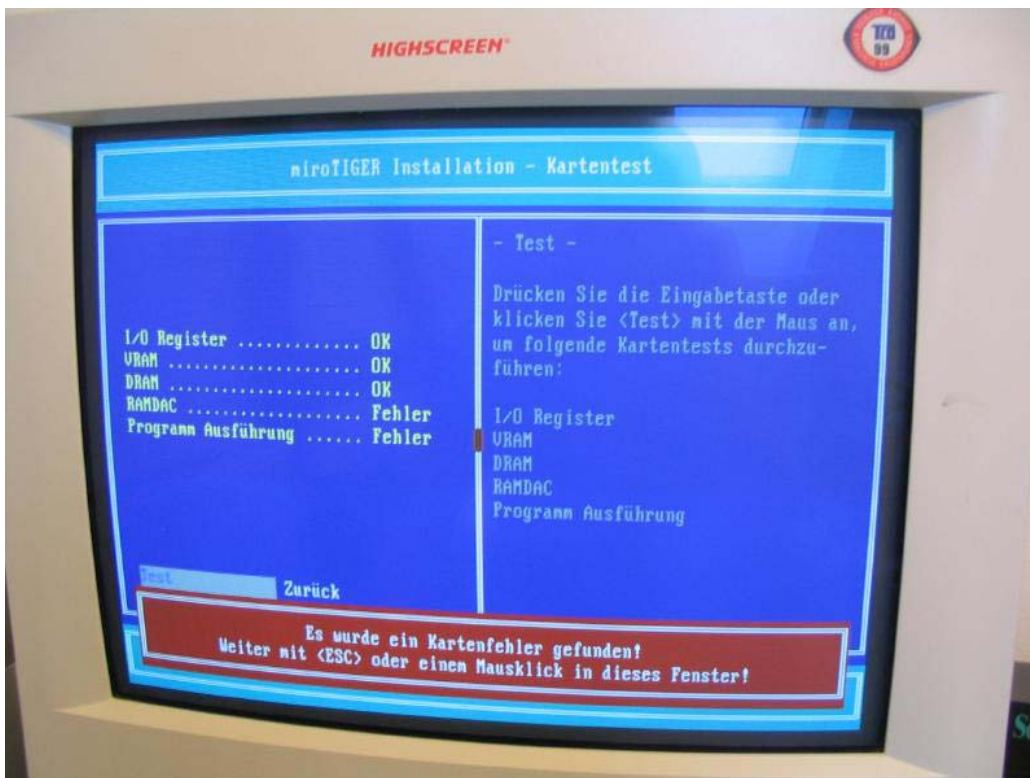 HIGHSCREEN
TCO
99
miroTIGER Installation - Kartentest
I/O Register ............. OK
VRAM ..................... OK
DRAM ..................... OK
RAMDAC ................... Fehler
Programm Ausführung ...... Fehler
Test
Zurück
- Test -
Drücken Sie die Eingabetaste oder
klicken Sie <Test> mit der Maus an,
um folgende Kartentests durchzu-
führen:
I/O Register
VRAM
DRAM
RAMDAC
Programm Ausführung
Es wurde ein Kartenfehler gefunden!
Weiter mit <ESC> oder einem Mausklick in dieses Fenster!